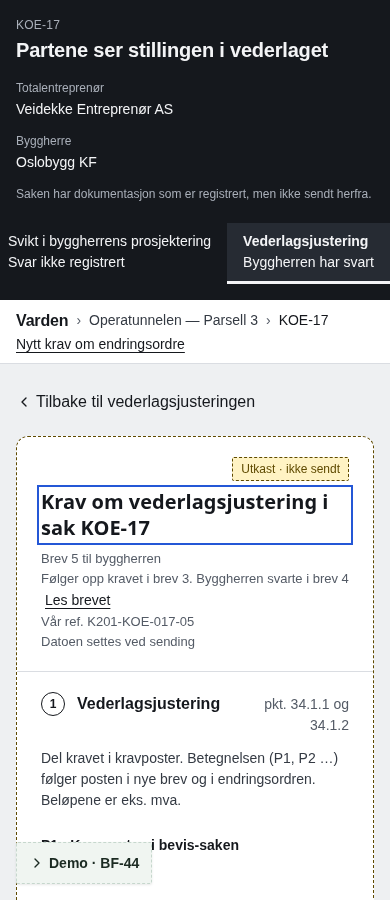 KOE-17
Partene ser stillingen i vederlaget
Totalentreprenør
Veidekke Entreprenør AS
Byggherre
Oslobygg KF
Saken har dokumentasjon som er registrert, men ikke sendt herfra.
Svikt i byggherrens prosjektering
Svar ikke registrert
Vederlagsjustering
Byggherren har svart
Varden › Operatunnelen — Parsell 3 › KOE-17
Nytt krav om endringsordre
Tilbake til vederlagsjusteringen
Utkast · ikke sendt
Krav om vederlagsjustering i
sak KOE-17
Brev 5 til byggherren
Følger opp kravet i brev 3. Byggherren svarte i brev 4
Les brevet
Vår ref. K201-KOE-017-05
Datoen settes ved sending
1 Vederlagsjustering pkt. 34.1.1 og
34.1.2
Del kravet i kravposter. Betegnelsen (P1, P2 …)
følger posten i nye brev og i endringsordren.
Beløpene er eks. mva.
i bevis-saken
Demo · BF-44